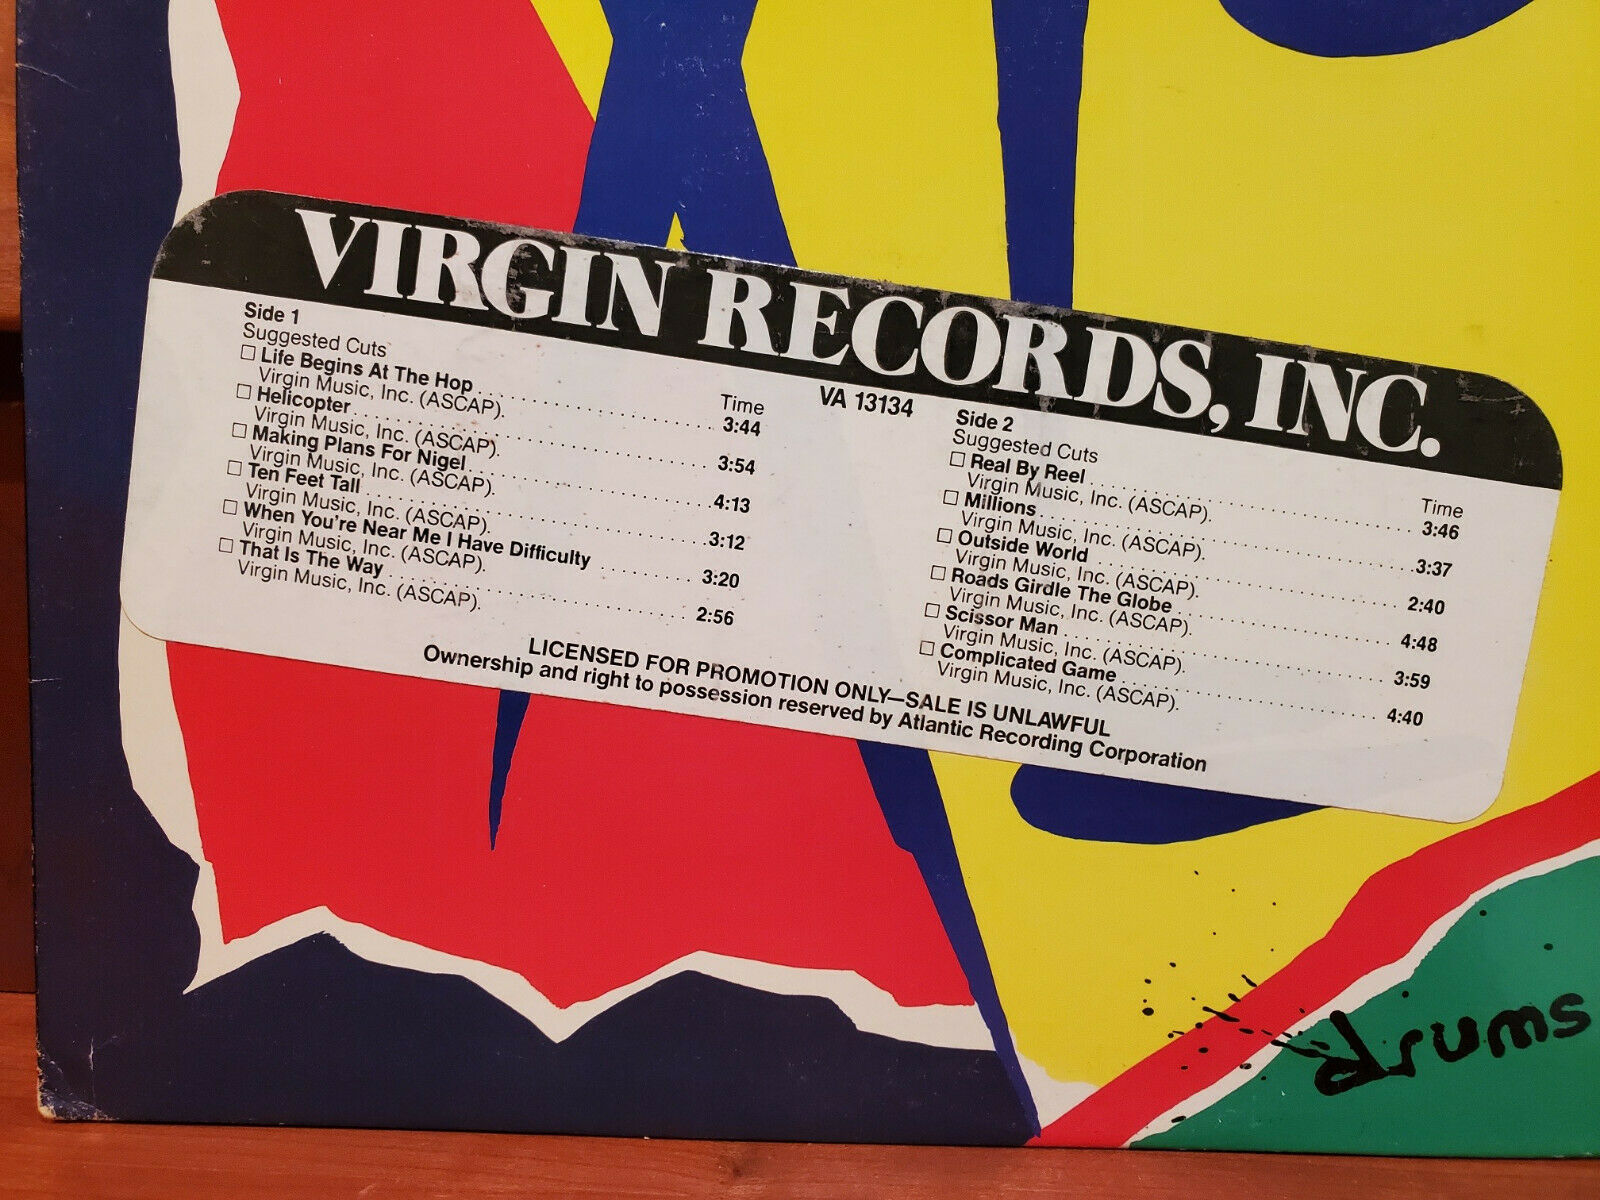 VIRGIN RECORDS, INC.
VA 13134
Side 1
Suggested Cuts
Time
☐ Life Begins At The Hop . . . . . . . . . . . . . . . . . . . . 3:44
Virgin Music, Inc. (ASCAP).
☐ Helicopter . . . . . . . . . . . . . . . . . . . . 3:54
Virgin Music, Inc. (ASCAP).
☐ Making Plans For Nigel . . . . . . . . . . . . . . . . . . . . 4:13
Virgin Music, Inc. (ASCAP).
☐ Ten Feet Tall . . . . . . . . . . . . . . . . . . . . 3:12
Virgin Music, Inc. (ASCAP).
☐ When You're Near Me I Have Difficulty . . . . . . . . . . 3:20
Virgin Music, Inc. (ASCAP).
☐ That Is The Way . . . . . . . . . . . . . . . . . . . . 2:56
Virgin Music, Inc. (ASCAP).
Side 2
Suggested Cuts
Time
☐ Real By Reel . . . . . . . . . . . . . . . . . . . . 3:46
Virgin Music, Inc. (ASCAP).
☐ Millions . . . . . . . . . . . . . . . . . . . . 3:37
Virgin Music, Inc. (ASCAP).
☐ Outside World . . . . . . . . . . . . . . . . . . . . 2:40
Virgin Music, Inc. (ASCAP).
☐ Roads Girdle The Globe . . . . . . . . . . . . . . . . . . . . 4:48
Virgin Music, Inc. (ASCAP).
☐ Scissor Man . . . . . . . . . . . . . . . . . . . . 3:59
Virgin Music, Inc. (ASCAP).
☐ Complicated Game . . . . . . . . . . . . . . . . . . . . 4:40
Virgin Music, Inc. (ASCAP).
LICENSED FOR PROMOTION ONLY—SALE IS UNLAWFUL
Ownership and right to possession reserved by Atlantic Recording Corporation
drums